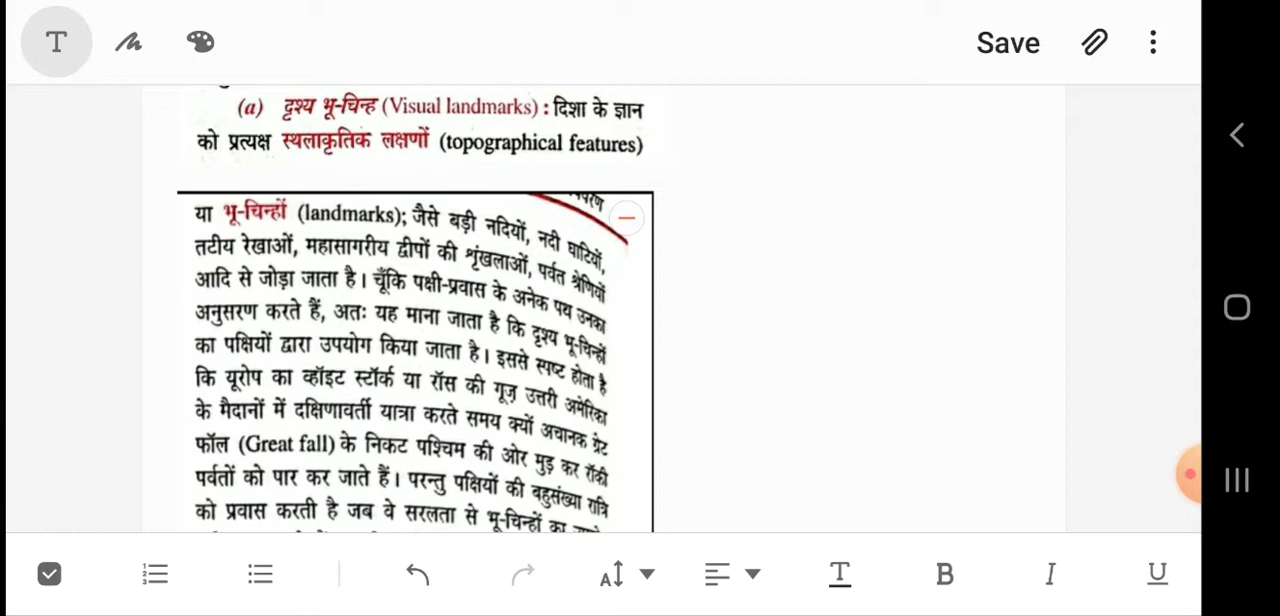 Save
(a) दृश्य भू-चिन्ह (Visual landmarks) : दिशा के ज्ञान
को प्रत्यक्ष स्थलाकृतिक लक्षणों (topographical features)
या भू-चिन्हों (landmarks); जैसे बड़ी नदियों, नदी घाटियों,
तटीय रेखाओं, महासागरीय द्वीपों की शृंखलाओं, पर्वत श्रेणियों
आदि से जोड़ा जाता है। चूँकि पक्षी-प्रवास के अनेक पथ उनका
अनुसरण करते हैं, अतः यह माना जाता है कि दृश्य भू-चिन्हों
का पक्षियों द्वारा उपयोग किया जाता है। इससे स्पष्ट होता है
कि यूरोप का व्हॉइट स्टॉर्क या रॉस की गूज़ उत्तरी अमेरिका
के मैदानों में दक्षिणावर्ती यात्रा करते समय क्यों अचानक ग्रेट
फॉल (Great fall) के निकट पश्चिम की ओर मुड़ कर रॉकी
पर्वतों को पार कर जाते हैं। परन्तु पक्षियों की बहुसंख्या रात्रि
को प्रवास करती है जब वे सरलता से भू-चिन्हों का
T B I U